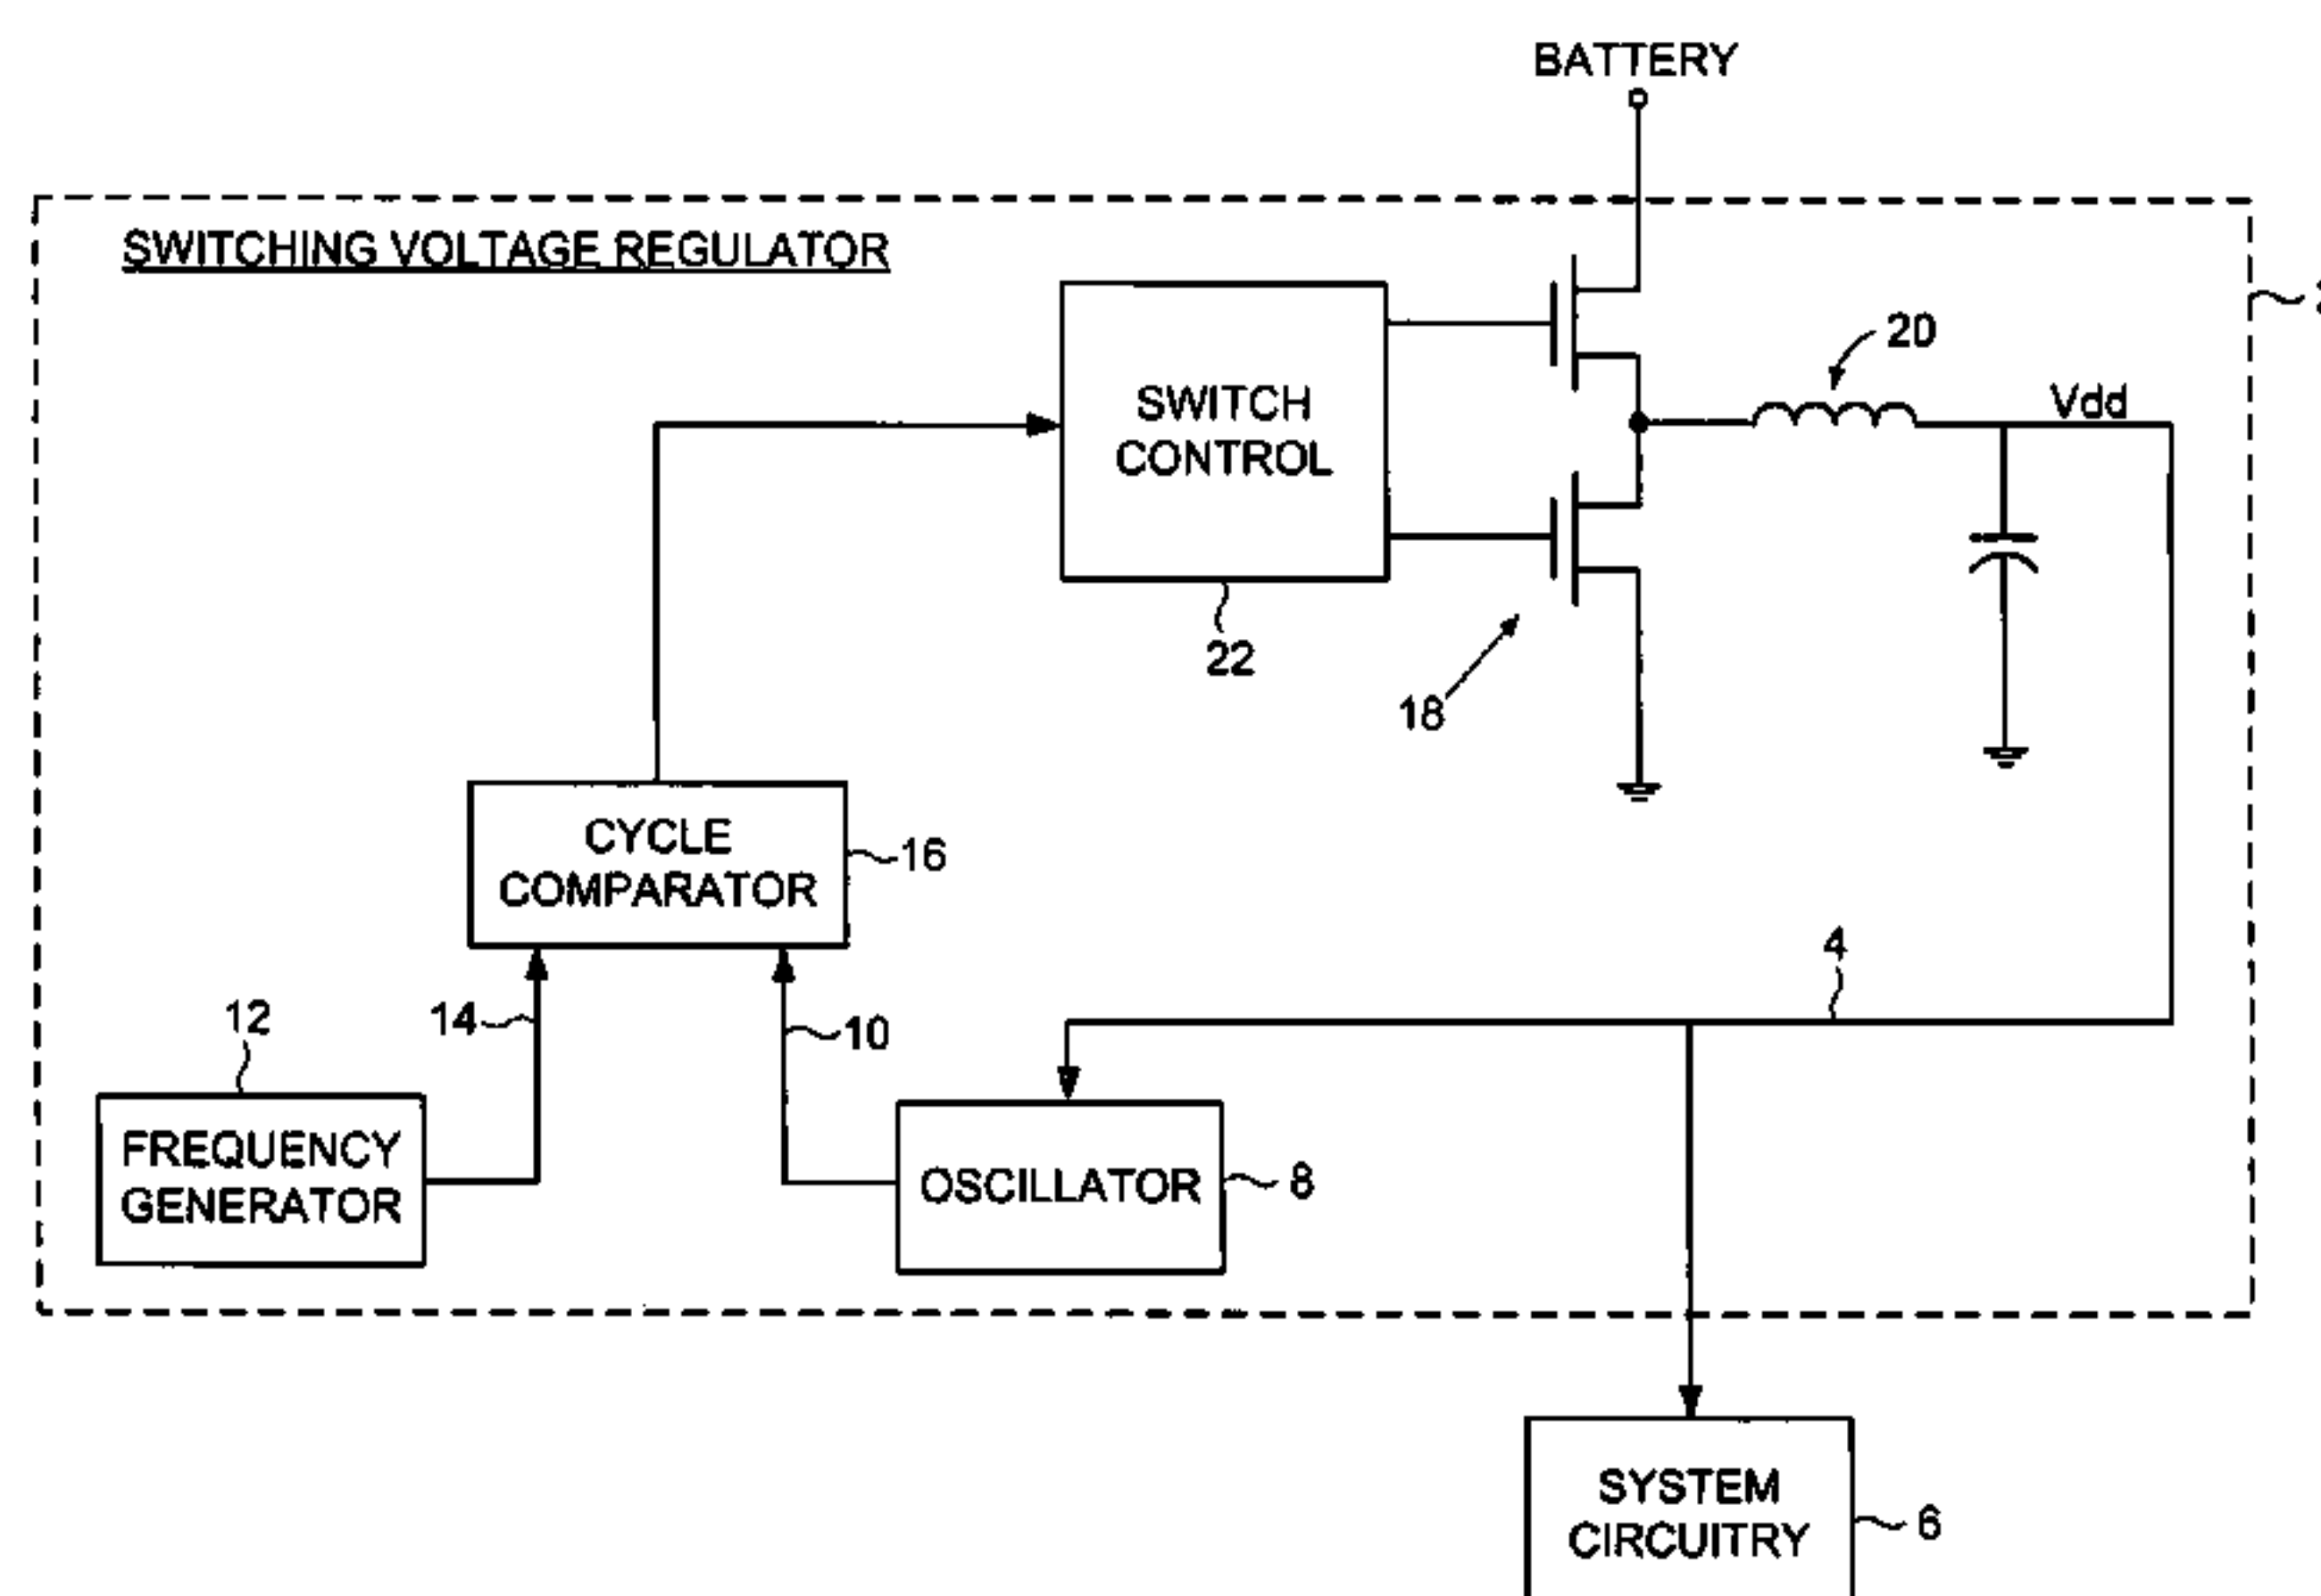 BATTERY
SWITCHING VOLTAGE REGULATOR
20
SWITCH
CONTROL
Vdd
22
18
CYCLE
COMPARATOR
16
4
12
14
10
FREQUENCY
GENERATOR
OSCILLATOR
8
SYSTEM
CIRCUITRY
6